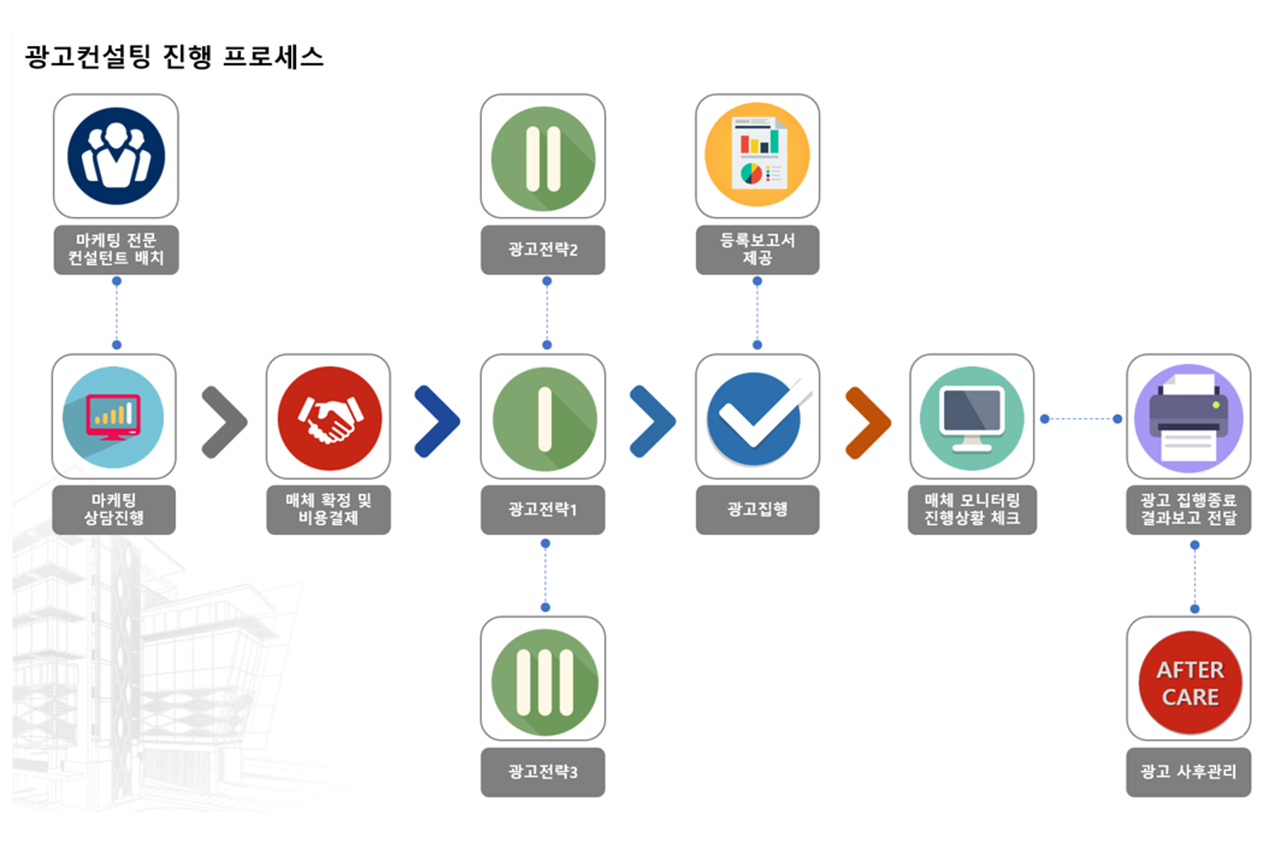 광고컨설팅 진행 프로세스
마케팅 전문
컨설턴트 배치
광고전략2
등록보고서
제공
마케팅
상담진행
매체 확정 및
비용결제
광고전략1
광고집행
매체 모니터링
진행상황 체크
광고 집행종료
결과보고 전달
광고전략3
AFTER
CARE
광고 사후관리